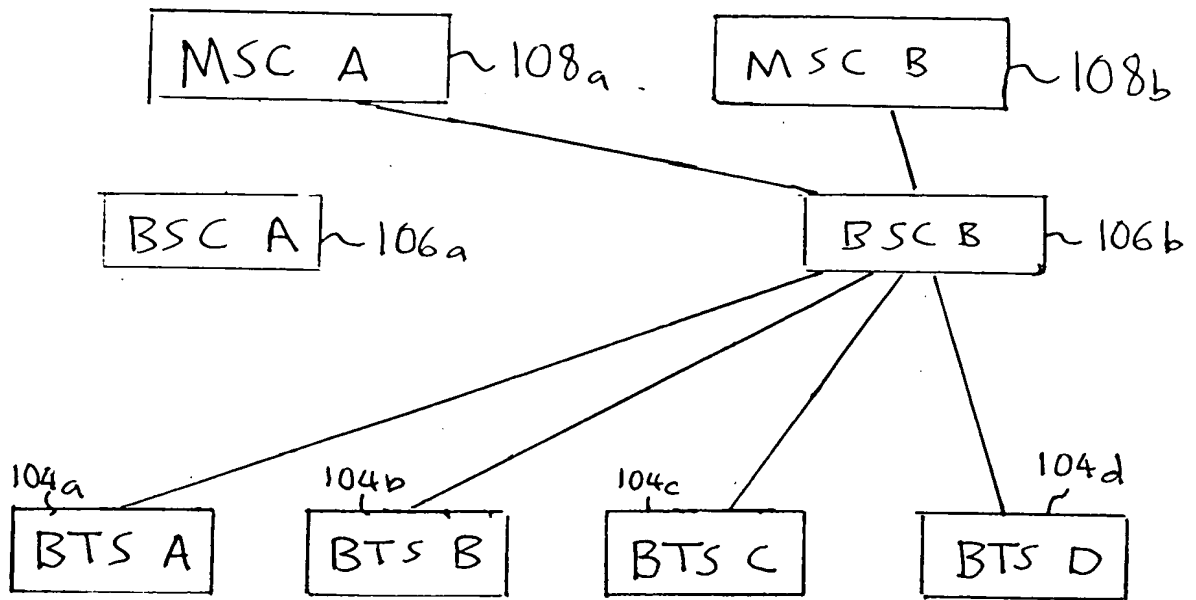 MSC A 108a MSC B 108b
BSC A 106a BSC B 106b
104a 104b 104c 104d
BTS A BTS B BTS C BTS D